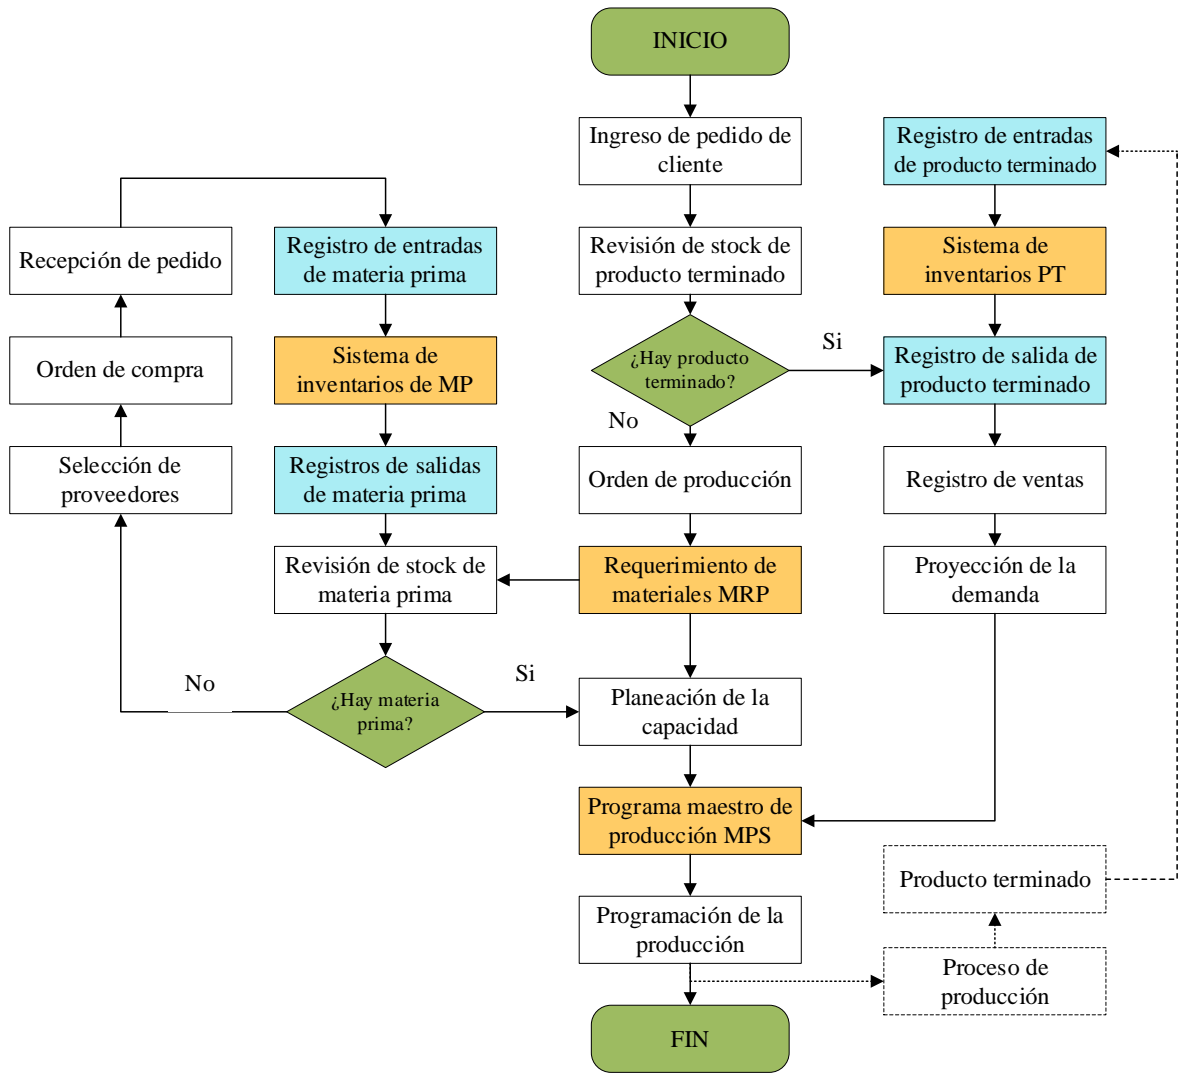 INICIO
Ingreso de pedido de
cliente
Registro de entradas
de producto terminado
Recepción de pedido
Registro de entradas
de materia prima
Revisión de stock de
producto terminado
Sistema de
inventarios PT
Orden de compra
Sistema de
inventarios de MP
¿Hay producto
terminado?
Si
Registro de salida de
producto terminado
No
Selección de
proveedores
Registros de salidas
de materia prima
Orden de producción
Registro de ventas
Revisión de stock de
materia prima
Requerimiento de
materiales MRP
Proyección de la
demanda
No
¿Hay materia
prima?
Si
Planeación de la
capacidad
Programa maestro de
producción MPS
Producto terminado
Programación de la
producción
Proceso de
producción
FIN